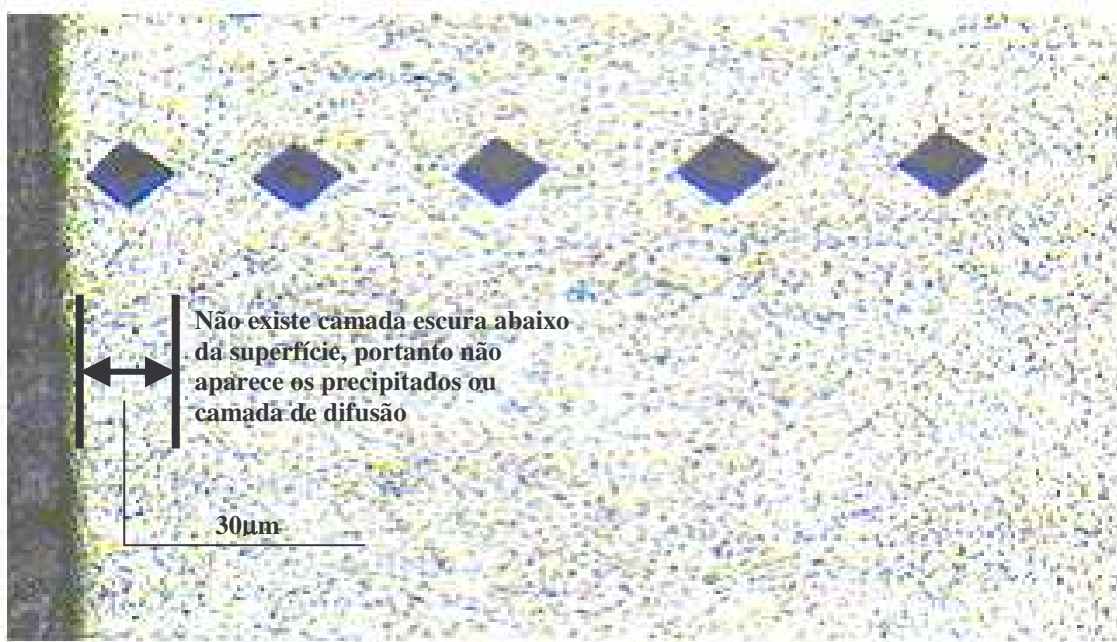 Não existe camada escura abaixo
da superfície, portanto não
aparece os precipitados ou
camada de difusão
30µm